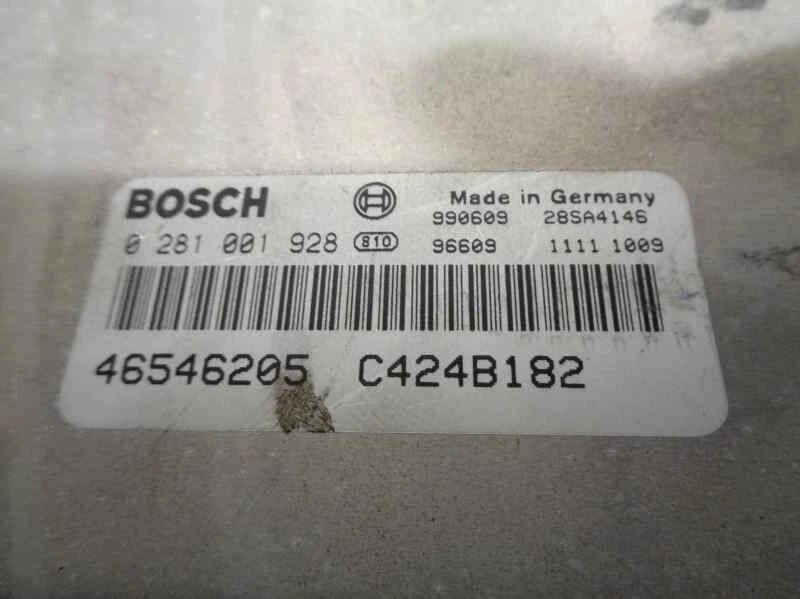 BOSCH Made in Germany
990609 28SA4146
0 281 001 928 810 96609 1111 1009
46546205 C424B182